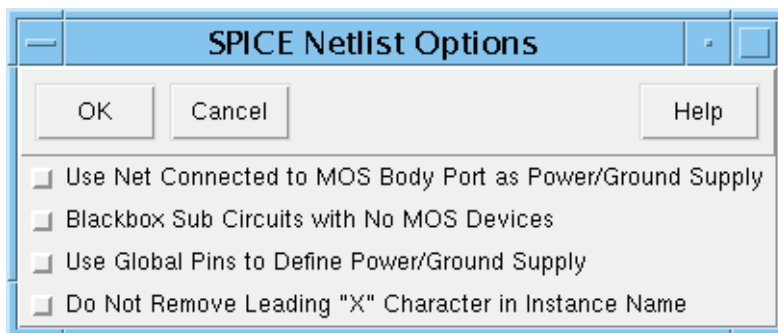 SPICE Netlist Options
OK Cancel Help
Use Net Connected to MOS Body Port as Power/Ground Supply
Blackbox Sub Circuits with No MOS Devices
Use Global Pins to Define Power/Ground Supply
Do Not Remove Leading "X" Character in Instance Name